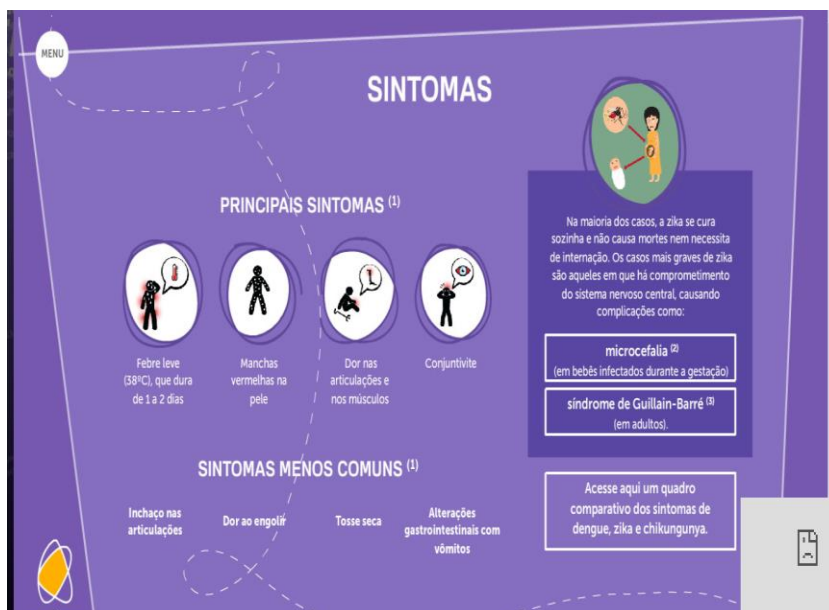 MENU
SINTOMAS
PRINCIPAIS SINTOMAS (1)
Febre leve
(38ºC), que dura
de 1 a 2 dias
Manchas
vermelhas na
pele
Dor nas
articulações e
nos músculos
Conjuntivite
SINTOMAS MENOS COMUNS (1)
Inchaço nas
articulações
Dor ao engolir
Tosse seca
Alterações
gastrointestinais com
vômitos
Na maioria dos casos, a zika se cura
sozinha e não causa mortes nem necessita
de internação. Os casos mais graves de zika
são aqueles em que há comprometimento
do sistema nervoso central, causando
complicações como:
microcefalia (2)
(em bebês infectados durante a gestação)
síndrome de Guillain-Barré (3)
(em adultos).
Acesse aqui um quadro
comparativo dos sintomas de
dengue, zika e chikungunya.